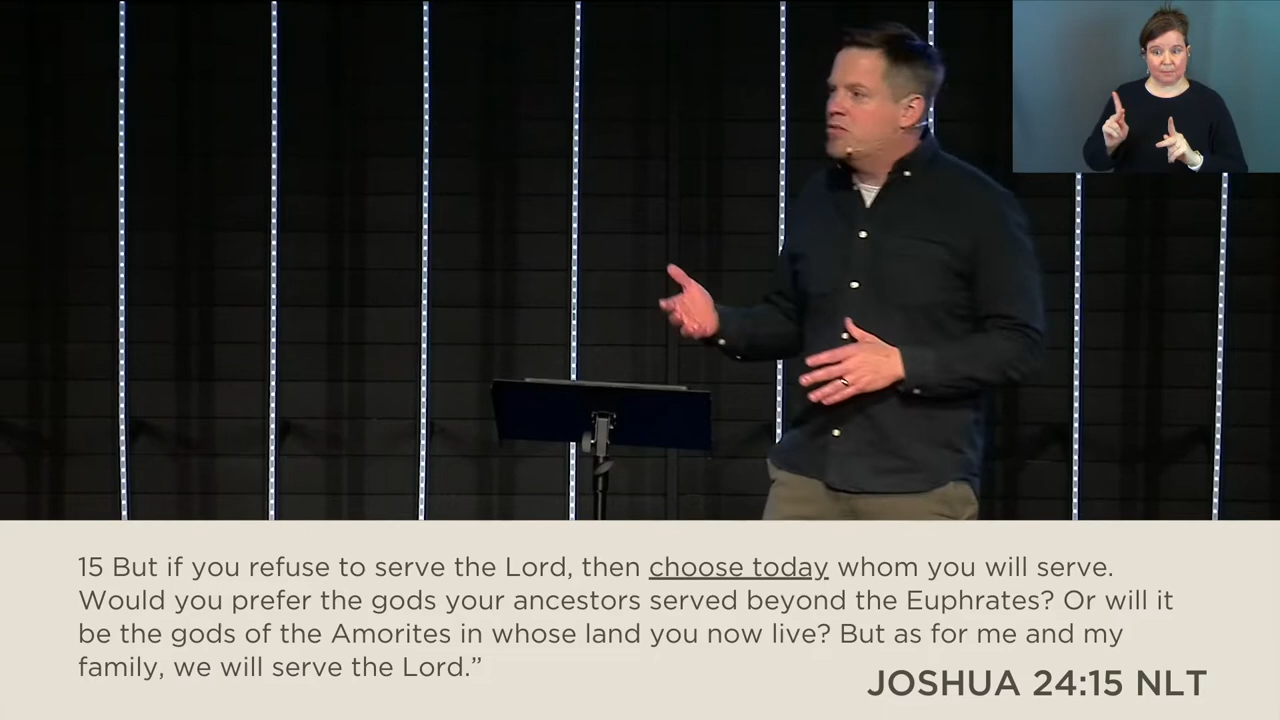 15 But if you refuse to serve the Lord, then choose today whom you will serve.
Would you prefer the gods your ancestors served beyond the Euphrates? Or will it
be the gods of the Amorites in whose land you now live? But as for me and my
family, we will serve the Lord.”
JOSHUA 24:15 NLT